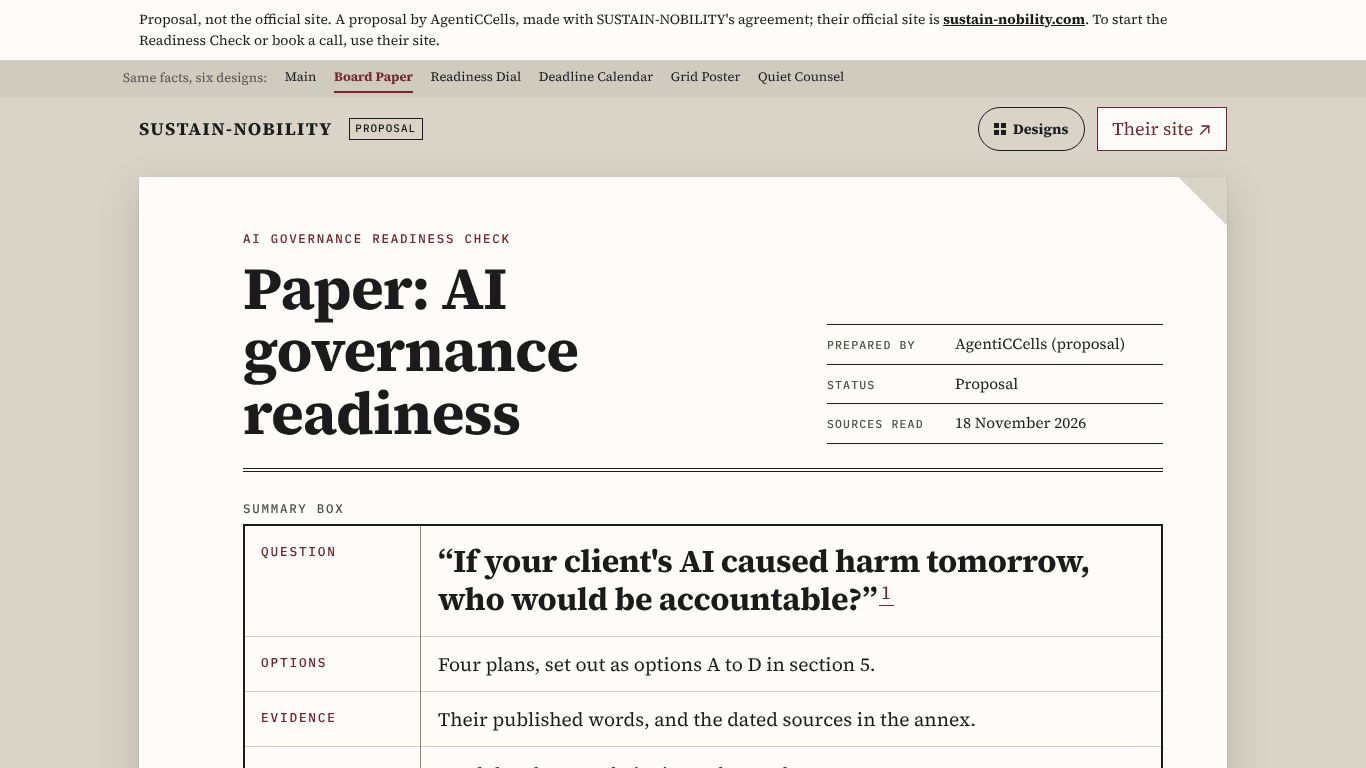 Proposal, not the official site. A proposal by AgentiCCells, made with SUSTAIN-NOBILITY's agreement; their official site is sustain-nobility.com. To start the
Readiness Check or book a call, use their site.
Same facts, six designs: Main Board Paper Readiness Dial Deadline Calendar Grid Poster Quiet Counsel
SUSTAIN-NOBILITY PROPOSAL Designs Their site ↗
AI GOVERNANCE READINESS CHECK
Paper: AI
governance
readiness
PREPARED BY AgentiCCells (proposal)
STATUS Proposal
SOURCES READ 18 November 2026
SUMMARY BOX
QUESTION “If your client's AI caused harm tomorrow,
who would be accountable?”1
OPTIONS Four plans, set out as options A to D in section 5.
EVIDENCE Their published words, and the dated sources in the annex.